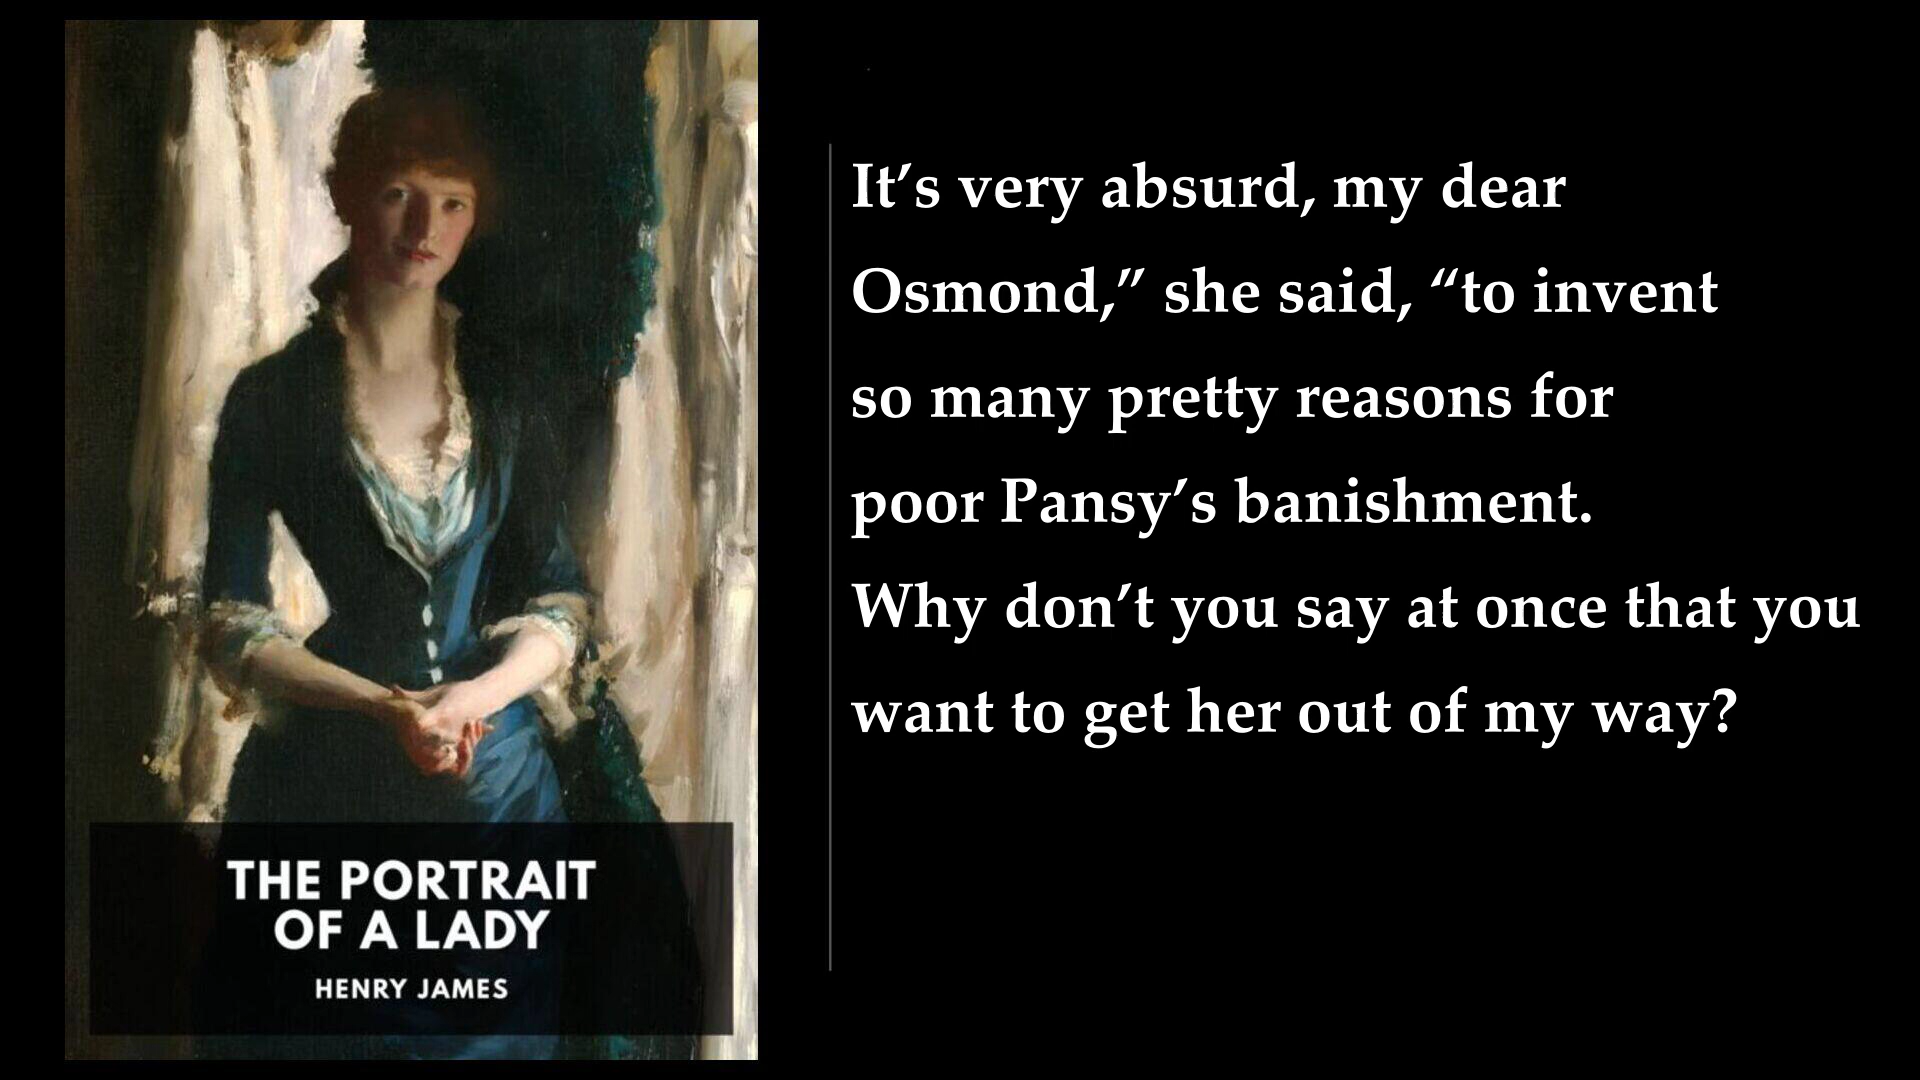 It’s very absurd, my dear
Osmond,” she said, “to invent
so many pretty reasons for
poor Pansy’s banishment.
Why don’t you say at once that you
want to get her out of my way?
THE PORTRAIT
OF A LADY
HENRY JAMES